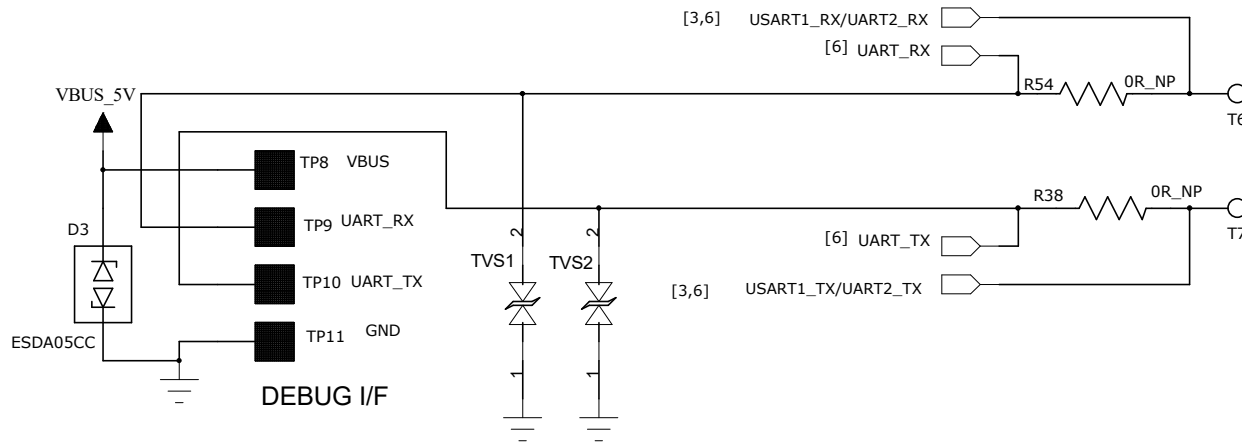 [3,6] USART1_RX/UART2_RX
[6] UART_RX
R54 0R_NP
T6
VBUS_5V
TP8 VBUS
TP9 UART_RX
TP10 UART_TX
TP11 GND
D3
ESDA05CC
DEBUG I/F
2
TVS1
1
2
TVS2
1
R38 0R_NP
T7
[6] UART_TX
[3,6] USART1_TX/UART2_TX